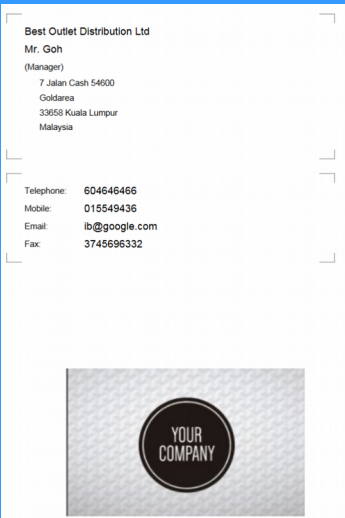 Best Outlet Distribution Ltd
Mr. Goh
(Manager)
7 Jalan Cash 54600
Goldarea
33658 Kuala Lumpur
Malaysia
Telephone: 604646466
Mobile: 015549436
Email: ib@google.com
Fax: 3745696332
YOUR
COMPANY